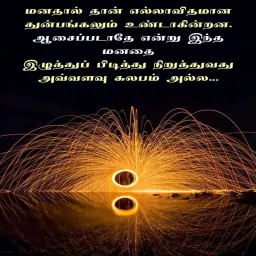 மனதால் தான் எல்லாவிதமான
துன்பங்களும் உண்டாகின்றன.
ஆசைப்படாதே என்று இந்த
மனதை
இழுத்துப் பிடித்து நிறுத்துவது
அவ்வளவு சுலபம் அல்ல...